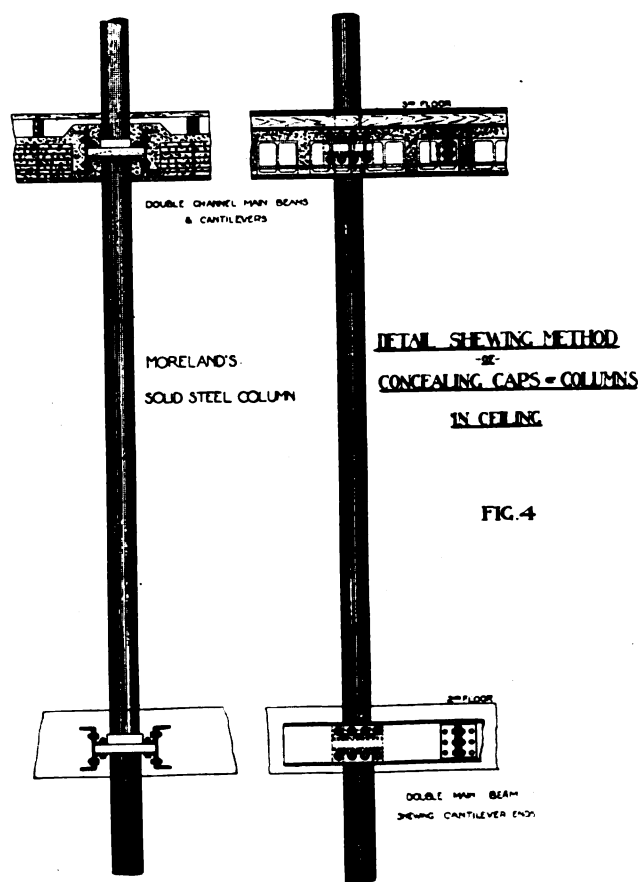 3RD FLOOR
DOUBLE CHANNEL MAIN BEAMS
& CANTILEVERS
MORELAND'S
SOLID STEEL COLUMN
DETAIL SHEWING METHOD
-OF-
CONCEALING CAPS OF COLUMNS
IN CEILING
FIG. 4
2ND FLOOR
DOUBLE MAIN BEAM
SHEWING CANTILEVER ENDS